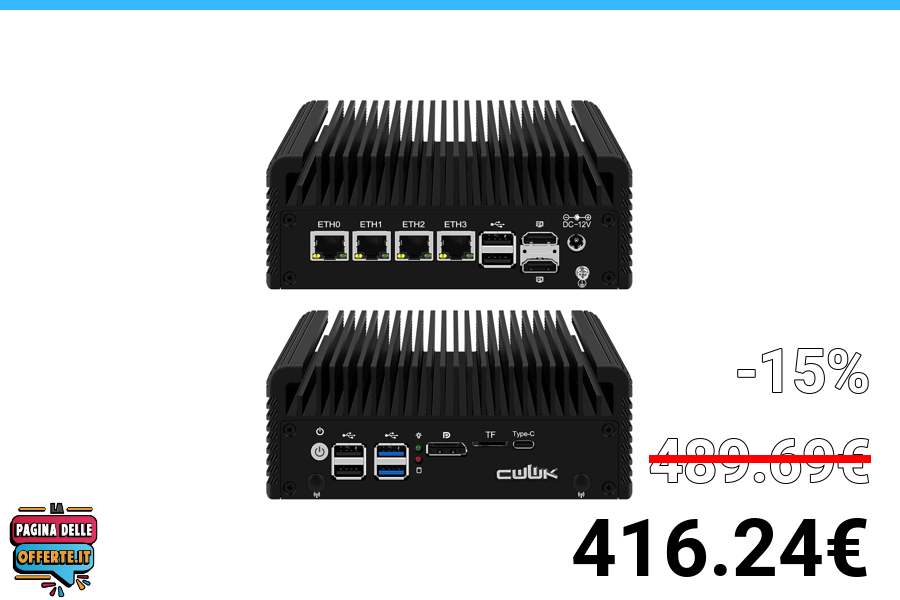 ETH0 ETH1 ETH2 ETH3
DC-12V
TF Type-C
CWWK
-15%
489.69€
416.24€
LA
PAGINA DELLE
OFFERTE.IT